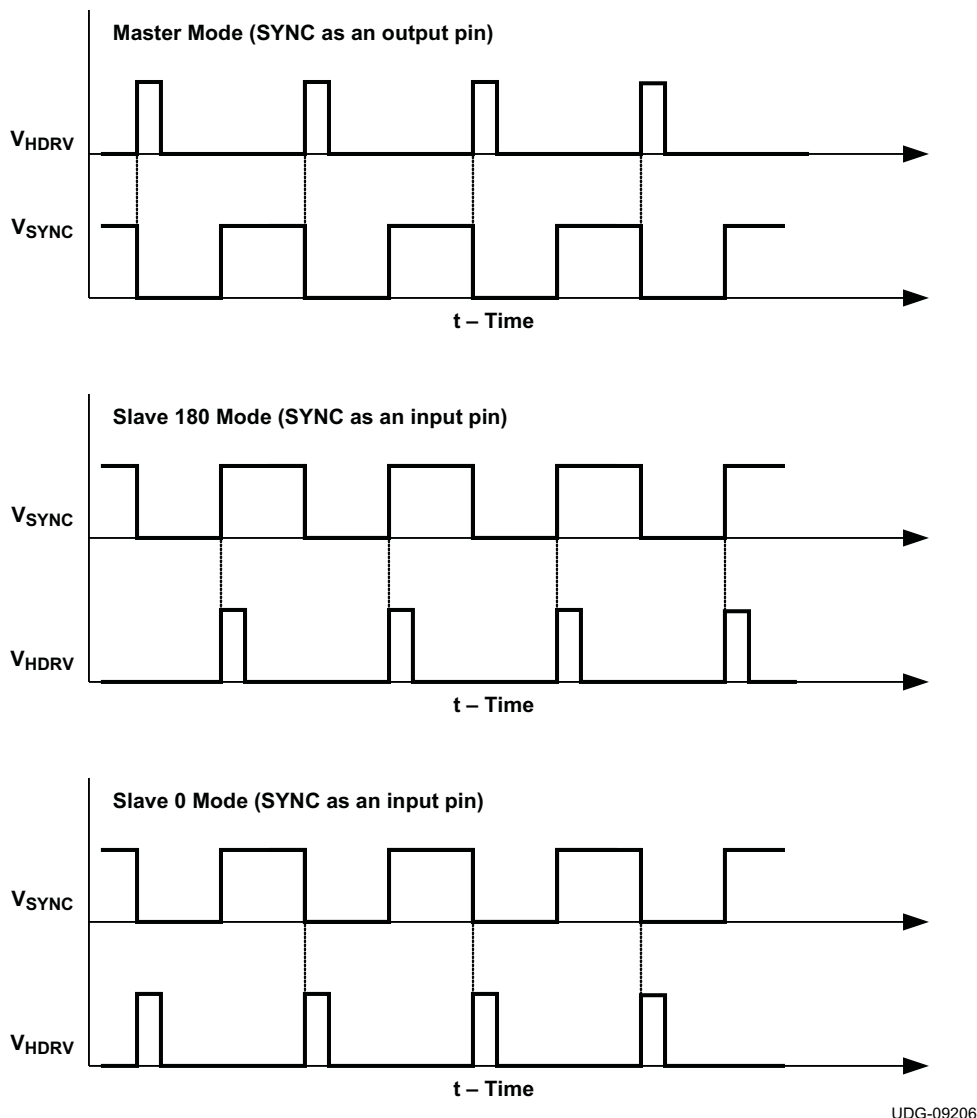 Master Mode (SYNC as an output pin)
VHDRV
VSYNC
t – Time
Slave 180 Mode (SYNC as an input pin)
VSYNC
VHDRV
t – Time
Slave 0 Mode (SYNC as an input pin)
VSYNC
VHDRV
t – Time
UDG-09206